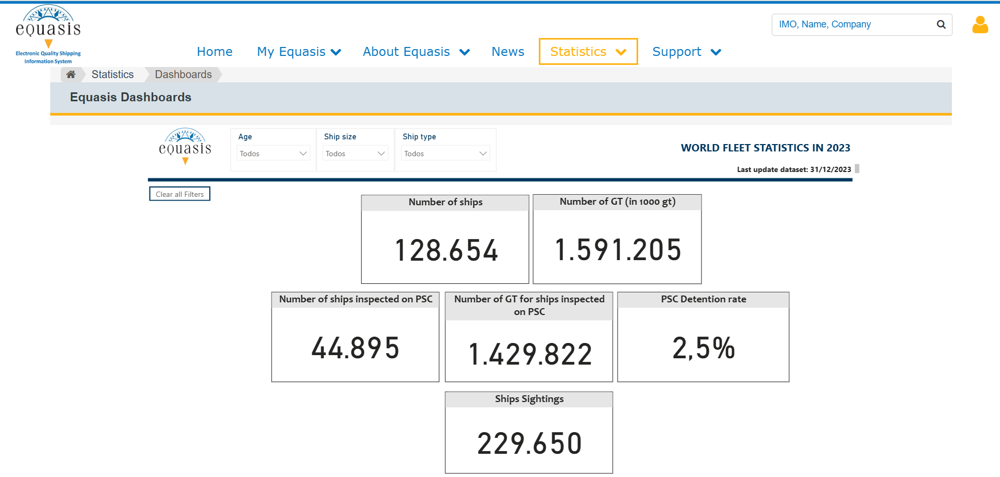 equasis
Electronic Quality Shipping
Information System
IMO, Name, Company
Home My Equasis About Equasis News Statistics Support
Statistics Dashboards
Equasis Dashboards
equasis
Age Ship size Ship type
Todos Todos Todos
WORLD FLEET STATISTICS IN 2023
Last update dataset: 31/12/2023
Clear all Filters
Number of ships
128.654
Number of GT (in 1000 gt)
1.591.205
Number of ships inspected on PSC
44.895
Number of GT for ships inspected
on PSC
1.429.822
PSC Detention rate
2,5%
Ships Sightings
229.650